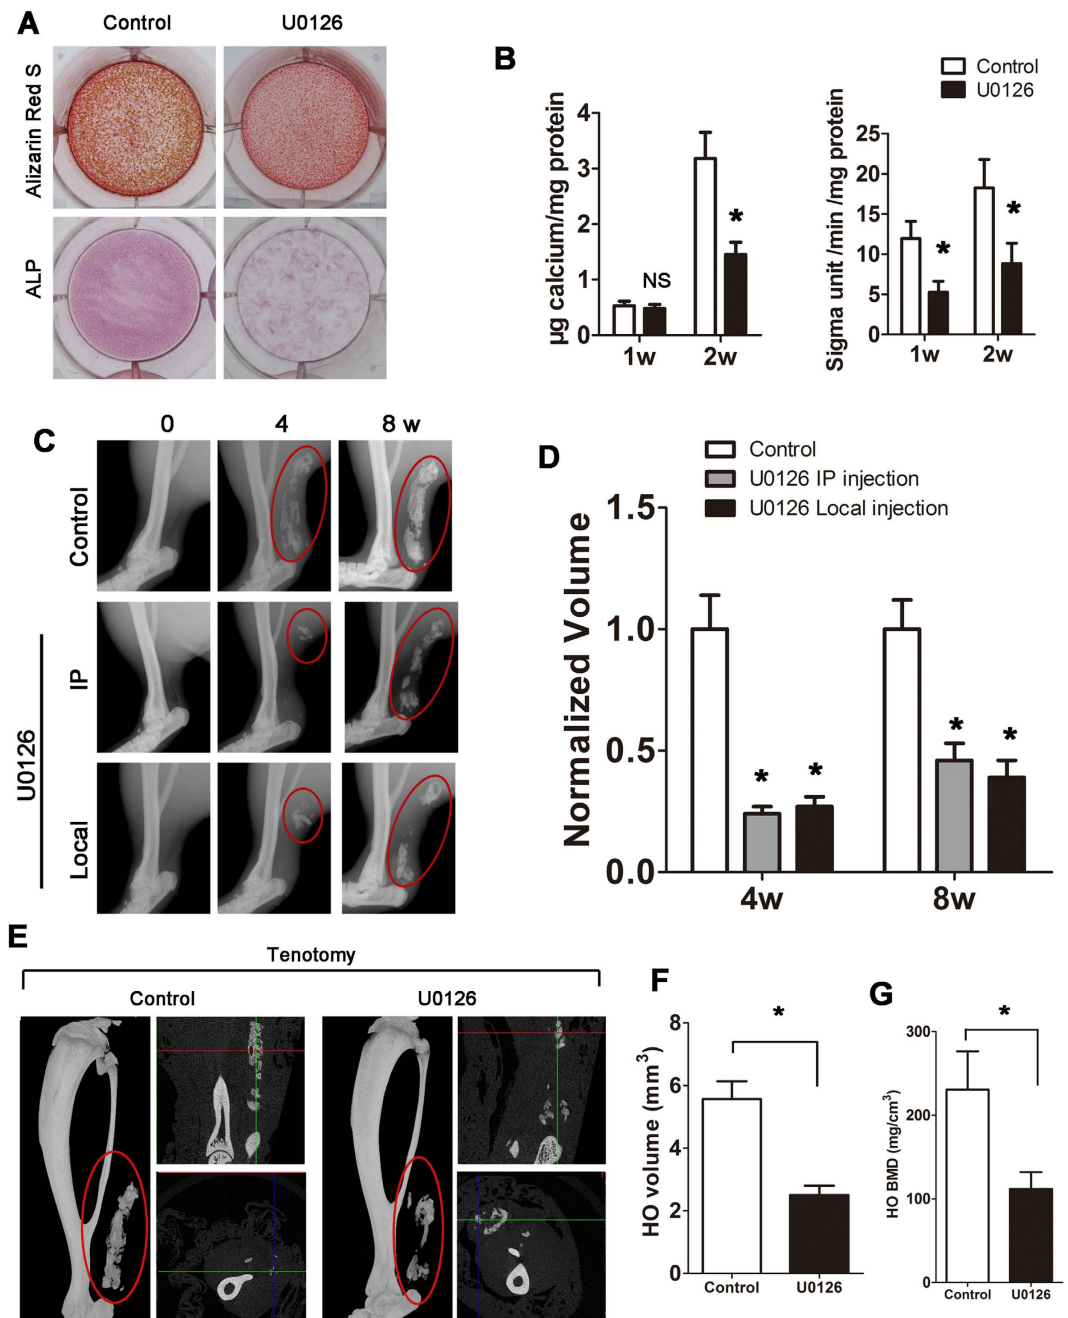 A
Control
U0126
Alizarin Red S
ALP
B
Control
U0126
µg calcium/mg protein
4
3
2
1
0
NS
*
1w
2w
Sigma unit /min /mg protein
25
20
15
10
5
0
*
*
1w
2w
C
0
4
8 w
Control
U0126
IP
Local
D
Control
U0126 IP injection
U0126 Local injection
Normalized Volume
1.5
1.0
0.5
0.0
*
*
*
*
4w
8w
E
Tenotomy
Control
U0126
F
HO volume (mm³)
8
6
4
2
0
*
Control
U0126
G
HO BMD (mg/cm³)
300
200
100
0
*
Control
U0126